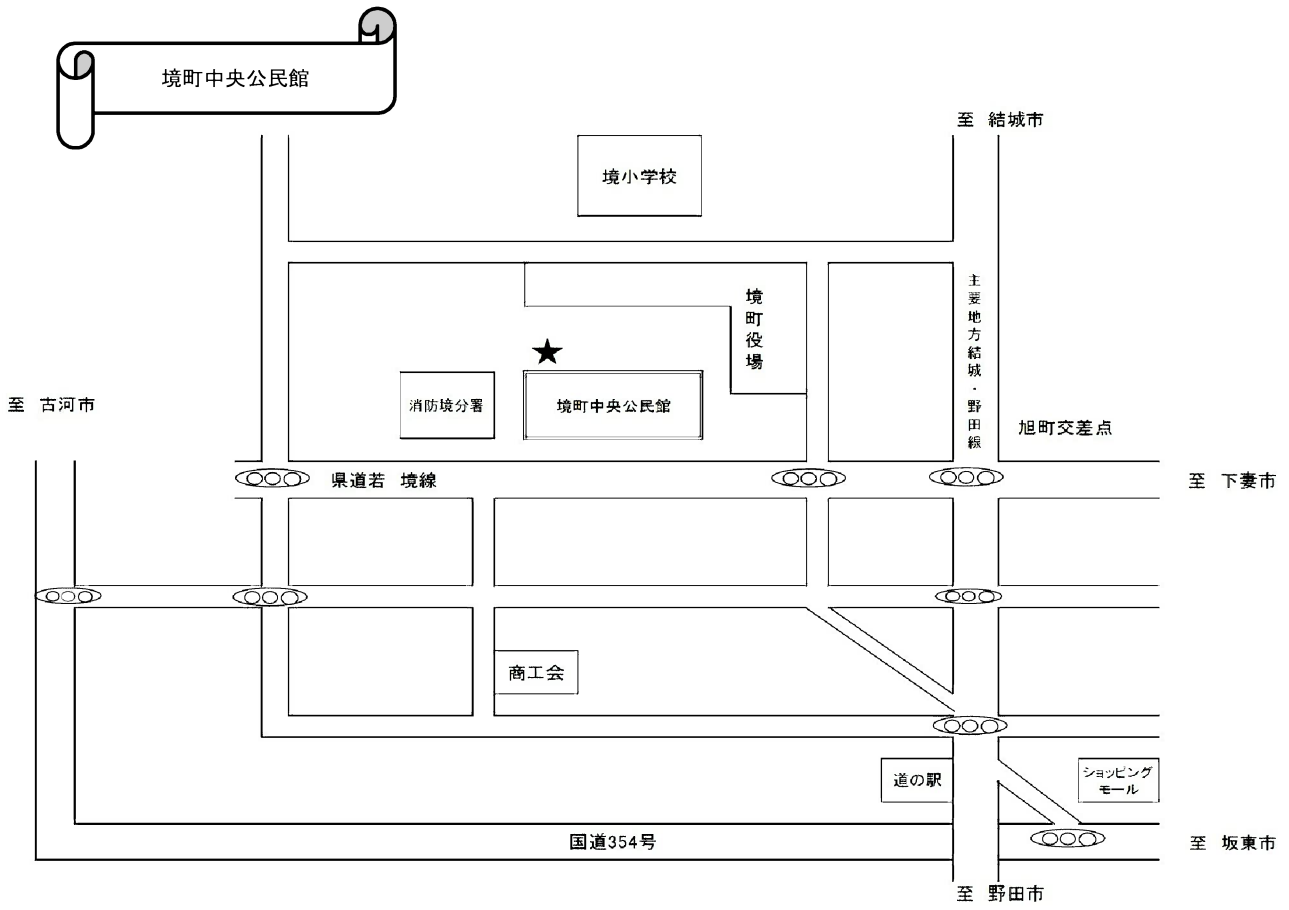 境町中央公民館
至 結城市
境小学校
境町役場
主要地方結城・野田線
消防境分署
境町中央公民館
至 古河市
旭町交差点
県道若 境線
至 下妻市
商工会
道の駅
ショッピング
モール
国道354号
至 坂東市
至 野田市